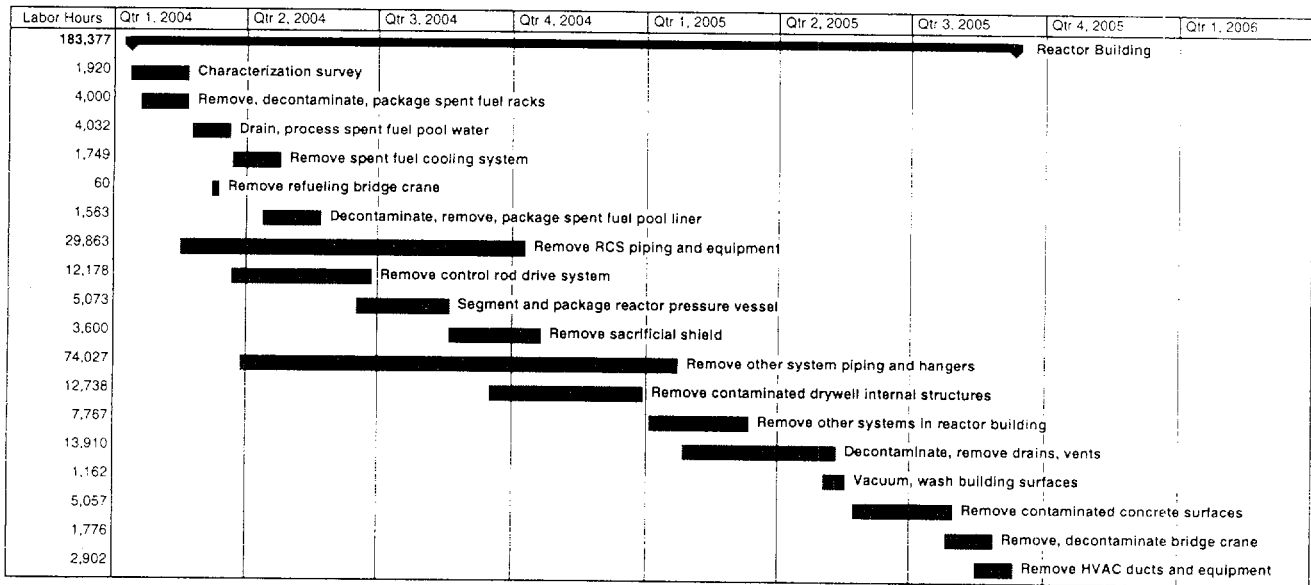 Labor Hours Qtr 1, 2004 Qtr 2, 2004 Qtr 3, 2004 Qtr 4, 2004 Qtr 1, 2005 Qtr 2, 2005 Qtr 3, 2005 Qtr 4, 2005 Qtr 1, 2006
183,377 Reactor Building
1,920 Characterization survey
4,000 Remove, decontaminate, package spent fuel racks
4,032 Drain, process spent fuel pool water
1,749 Remove spent fuel cooling system
60 Remove refueling bridge crane
1,563 Decontaminate, remove, package spent fuel pool liner
29,863 Remove RCS piping and equipment
12,178 Remove control rod drive system
5,073 Segment and package reactor pressure vessel
3,600 Remove sacrificial shield
74,027 Remove other system piping and hangers
12,738 Remove contaminated drywell internal structures
7,767 Remove other systems in reactor building
13,910 Decontaminate, remove drains, vents
1,162 Vacuum, wash building surfaces
5,057 Remove contaminated concrete surfaces
1,776 Remove, decontaminate bridge crane
2,902 Remove HVAC ducts and equipment